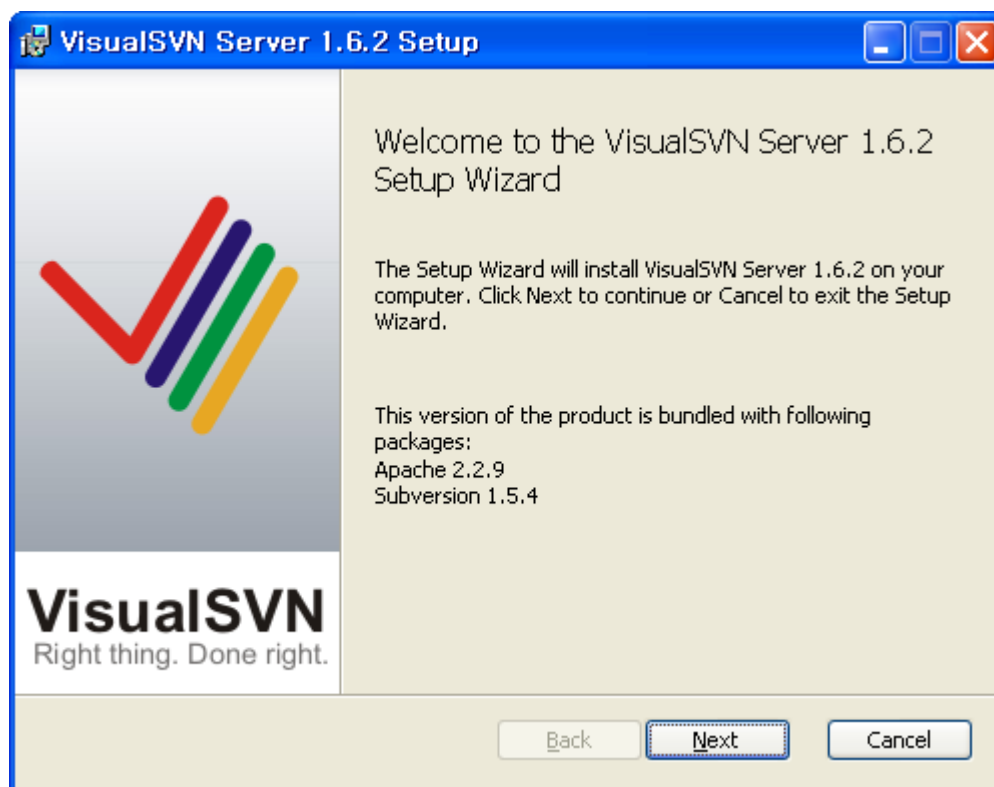 VisualSVN Server 1.6.2 Setup
Welcome to the VisualSVN Server 1.6.2
Setup Wizard
The Setup Wizard will install VisualSVN Server 1.6.2 on your
computer. Click Next to continue or Cancel to exit the Setup
Wizard.
This version of the product is bundled with following
packages:
Apache 2.2.9
Subversion 1.5.4
VisualSVN
Right thing. Done right.
Back
Next
Cancel